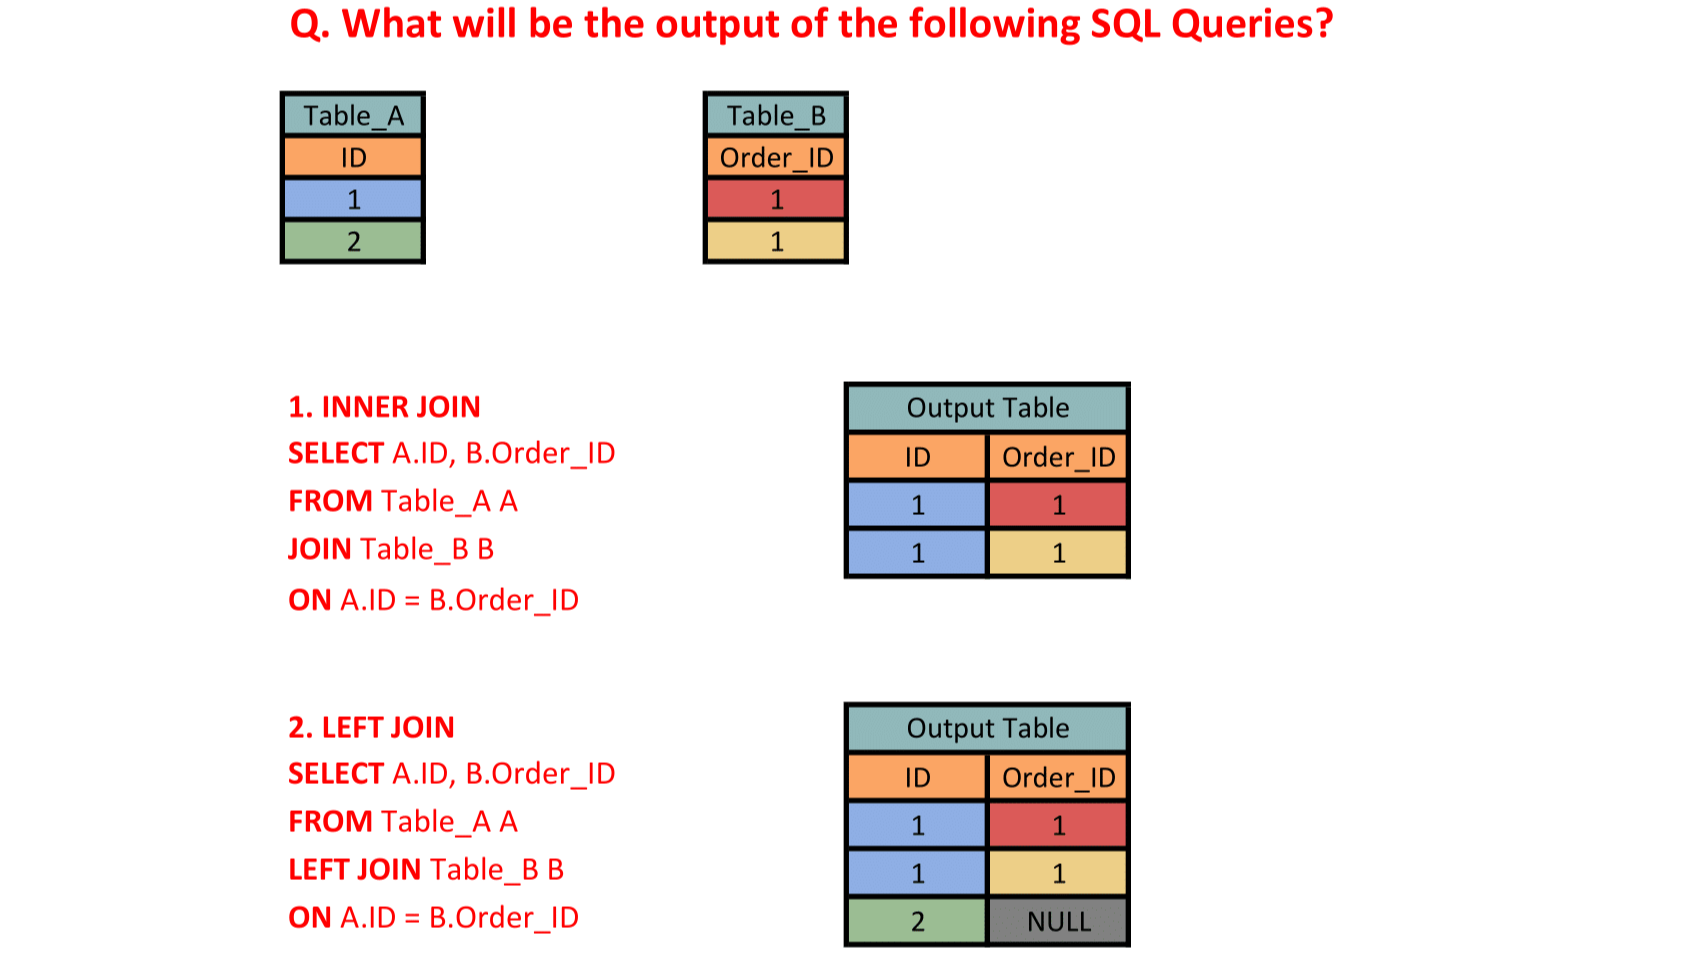 Q. What will be the output of the following SQL Queries?
Table_A
ID
1
2
Table_B
Order_ID
1
1
1. INNER JOIN
SELECT A.ID, B.Order_ID
FROM Table_A A
JOIN Table_B B
ON A.ID = B.Order_ID
Output Table
ID Order_ID
1 1
1 1
2. LEFT JOIN
SELECT A.ID, B.Order_ID
FROM Table_A A
LEFT JOIN Table_B B
ON A.ID = B.Order_ID
Output Table
ID Order_ID
1 1
1 1
2 NULL